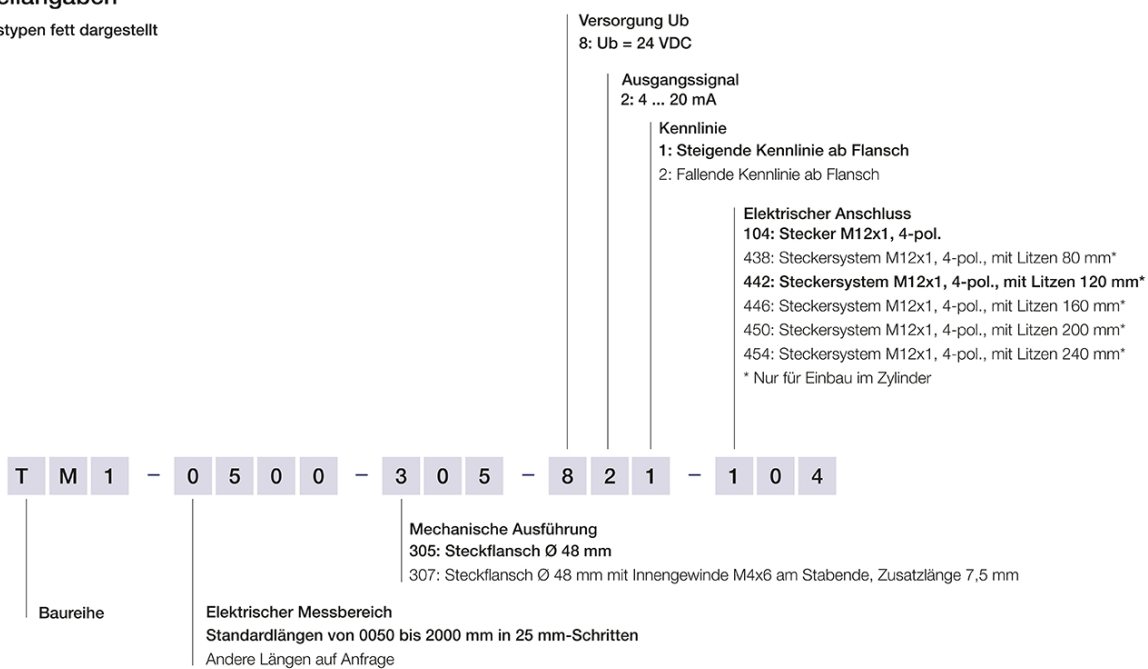 stypen fett dargestellt
Versorgung Ub
8: Ub = 24 VDC
Ausgangssignal
2: 4 ... 20 mA
Kennlinie
1: Steigende Kennlinie ab Flansch
2: Fallende Kennlinie ab Flansch
Elektrischer Anschluss
104: Stecker M12x1, 4-pol.
438: Steckersystem M12x1, 4-pol., mit Litzen 80 mm*
442: Steckersystem M12x1, 4-pol., mit Litzen 120 mm*
446: Steckersystem M12x1, 4-pol., mit Litzen 160 mm*
450: Steckersystem M12x1, 4-pol., mit Litzen 200 mm*
454: Steckersystem M12x1, 4-pol., mit Litzen 240 mm*
* Nur für Einbau im Zylinder
T M 1 – 0 5 0 0 – 3 0 5 – 8 2 1 – 1 0 4
Mechanische Ausführung
305: Steckflansch Ø 48 mm
307: Steckflansch Ø 48 mm mit Innengewinde M4x6 am Stabende, Zusatzlänge 7,5 mm
Baureihe
Elektrischer Messbereich
Standardlängen von 0050 bis 2000 mm in 25 mm-Schritten
Andere Längen auf Anfrage